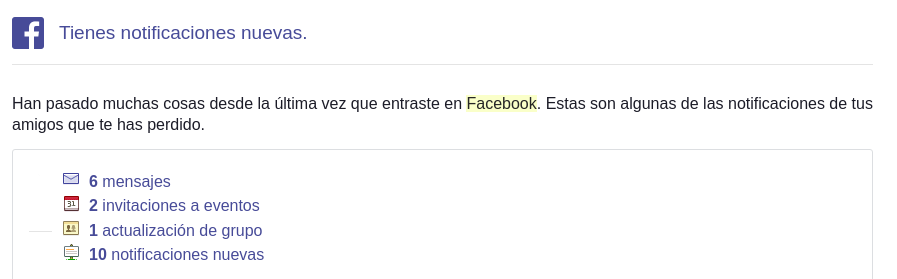 Tienes notificaciones nuevas.
Han pasado muchas cosas desde la última vez que entraste en Facebook. Estas son algunas de las notificaciones de tus
amigos que te has perdido.
6 mensajes
31
2 invitaciones a eventos
1 actualización de grupo
10 notificaciones nuevas